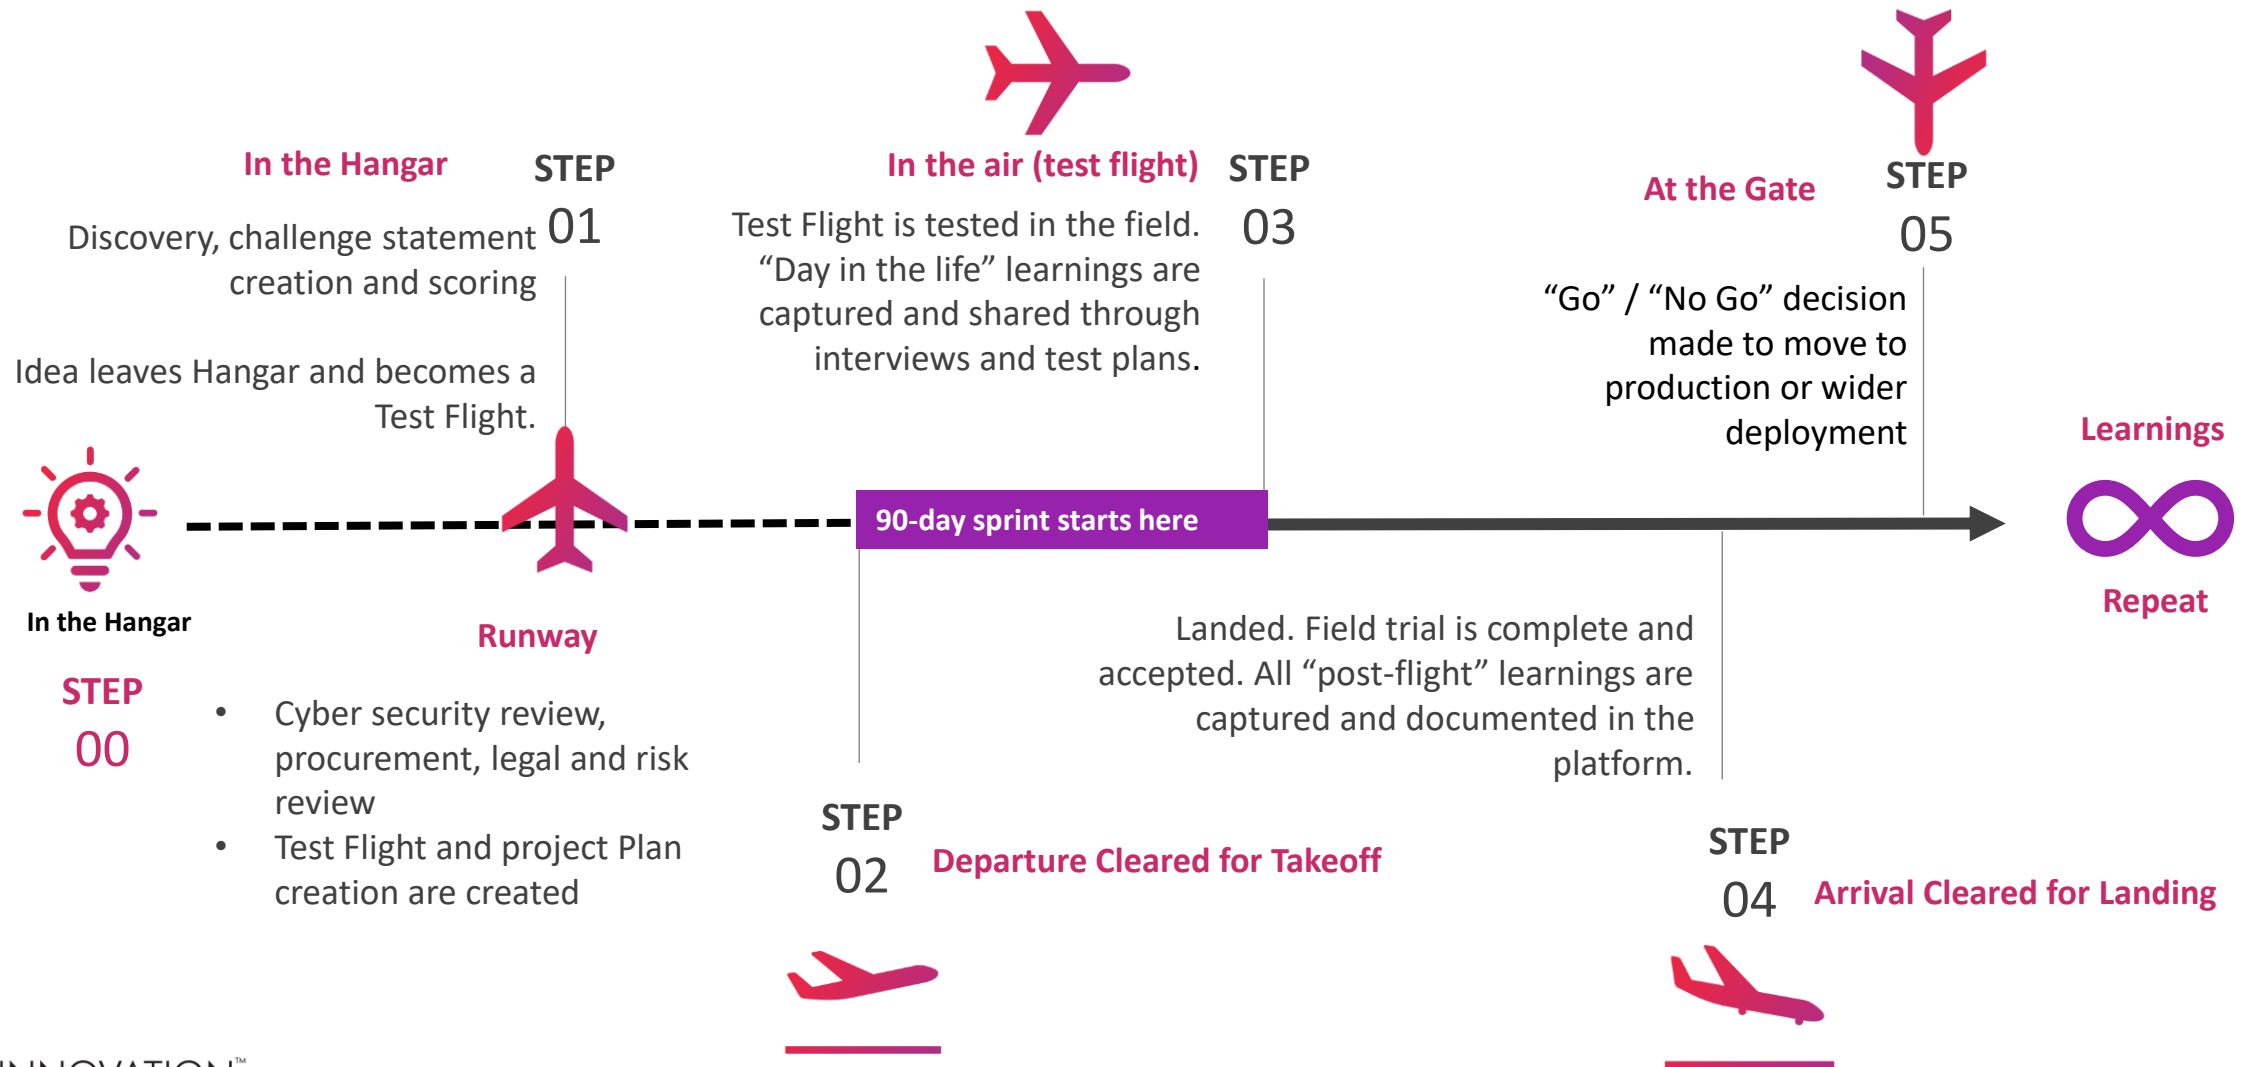 In the Hangar
STEP
01
Discovery, challenge statement
creation and scoring
Idea leaves Hangar and becomes a
Test Flight.
In the air (test flight)
STEP
03
Test Flight is tested in the field.
“Day in the life” learnings are
captured and shared through
interviews and test plans.
At the Gate
STEP
05
“Go” / “No Go” decision
made to move to
production or wider
deployment
Learnings
Repeat
90-day sprint starts here
In the Hangar
STEP
00
Runway
• Cyber security review,
procurement, legal and risk
review
• Test Flight and project Plan
creation are created
STEP
02
Departure Cleared for Takeoff
Landed. Field trial is complete and
accepted. All “post-flight” learnings are
captured and documented in the
platform.
STEP
04
Arrival Cleared for Landing
INNOVATION™